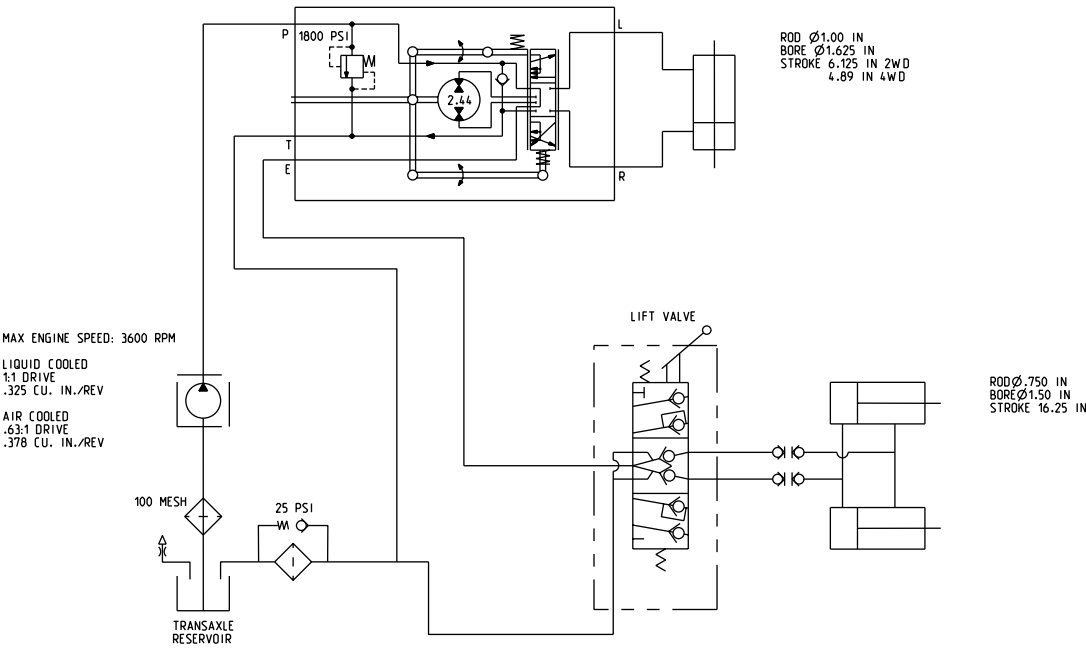 P
1800 PSI
L
ROD Ø1.00 IN
BORE Ø1.625 IN
STROKE 6.125 IN 2WD
4.89 IN 4WD
2.44
T
E
R
LIFT VALVE
MAX ENGINE SPEED: 3600 RPM
LIQUID COOLED
1:1 DRIVE
.325 CU. IN./REV
AIR COOLED
.63:1 DRIVE
.378 CU. IN./REV
RODØ.750 IN
BOREØ1.50 IN
STROKE 16.25 IN
100 MESH
25 PSI
TRANSAXLE
RESERVOIR